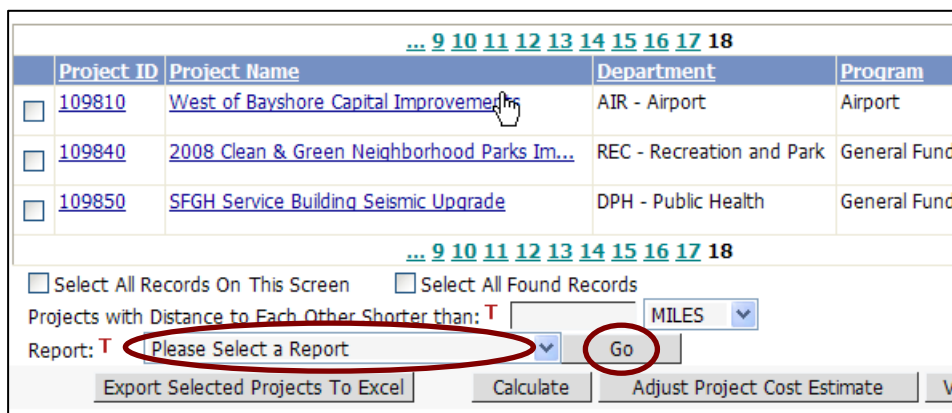 ... 9 10 11 12 13 14 15 16 17 18
Project ID Project Name Department Program
109810 West of Bayshore Capital Improvements AIR - Airport Airport
109840 2008 Clean & Green Neighborhood Parks Im... REC - Recreation and Park General Fund
109850 SFGH Service Building Seismic Upgrade DPH - Public Health General Fund
... 9 10 11 12 13 14 15 16 17 18
Select All Records On This Screen Select All Found Records
Projects with Distance to Each Other Shorter than: T MILES
Report: T Please Select a Report Go
Export Selected Projects To Excel Calculate Adjust Project Cost Estimate